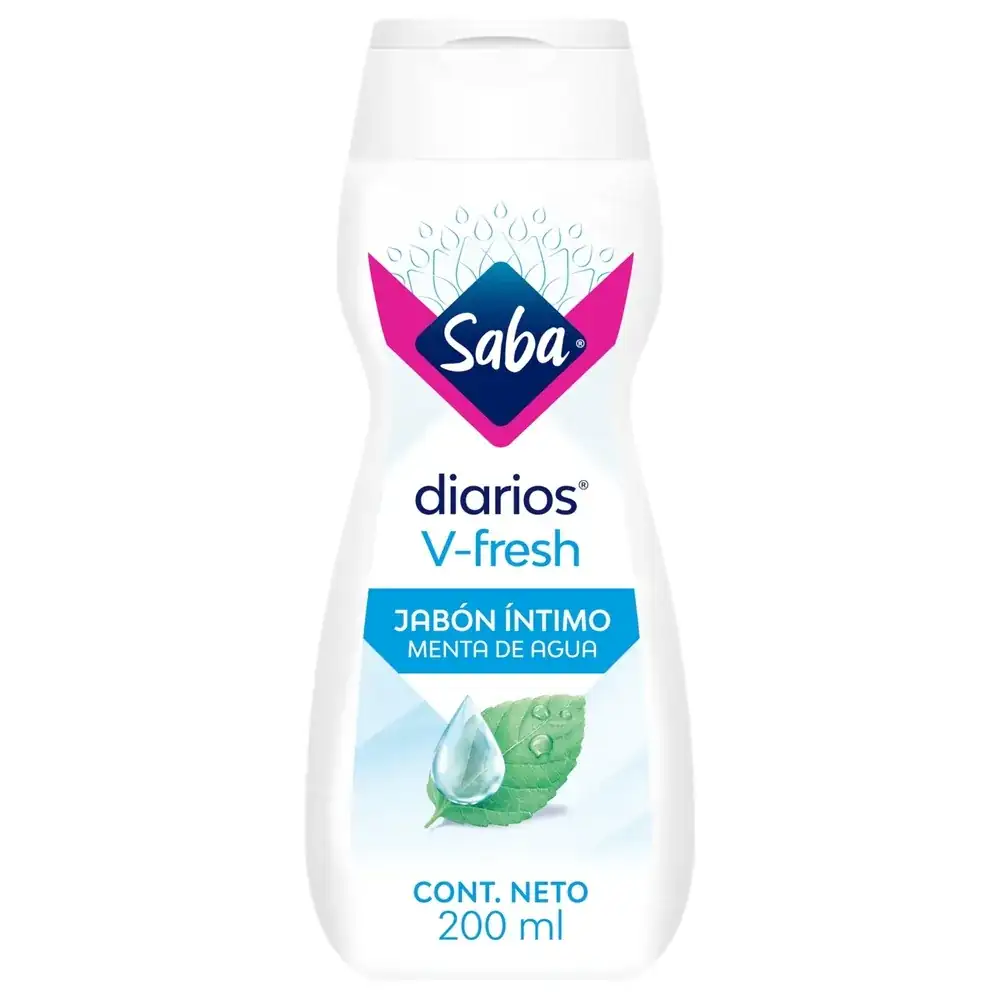 Saba®
diarios®
V-fresh
JABÓN ÍNTIMO
MENTA DE AGUA
CONT. NETO
200 ml